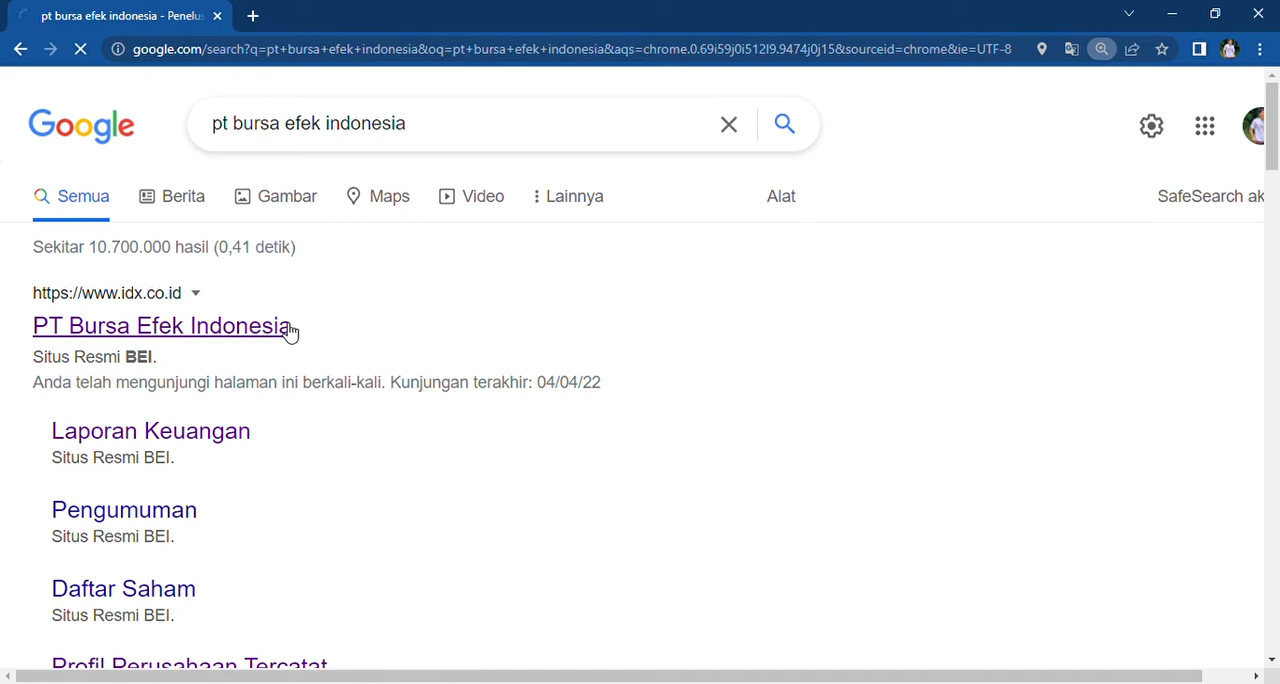 pt bursa efek indonesia - Penelus
google.com/search?q=pt+bursa+efek+indonesia&oq=pt+bursa+efek+indonesia&aqs=chrome.0.69i59j0i512l9.9474j0j15&sourceid=chrome&ie=UTF-8
Google
pt bursa efek indonesia
Semua Berita Gambar Maps Video Lainnya Alat SafeSearch ak
Sekitar 10.700.000 hasil (0,41 detik)
https://www.idx.co.id
PT Bursa Efek Indonesia
Situs Resmi BEI.
Anda telah mengunjungi halaman ini berkali-kali. Kunjungan terakhir: 04/04/22
Laporan Keuangan
Situs Resmi BEI.
Pengumuman
Situs Resmi BEI.
Daftar Saham
Situs Resmi BEI.
Profil Perusahaan Tercatat